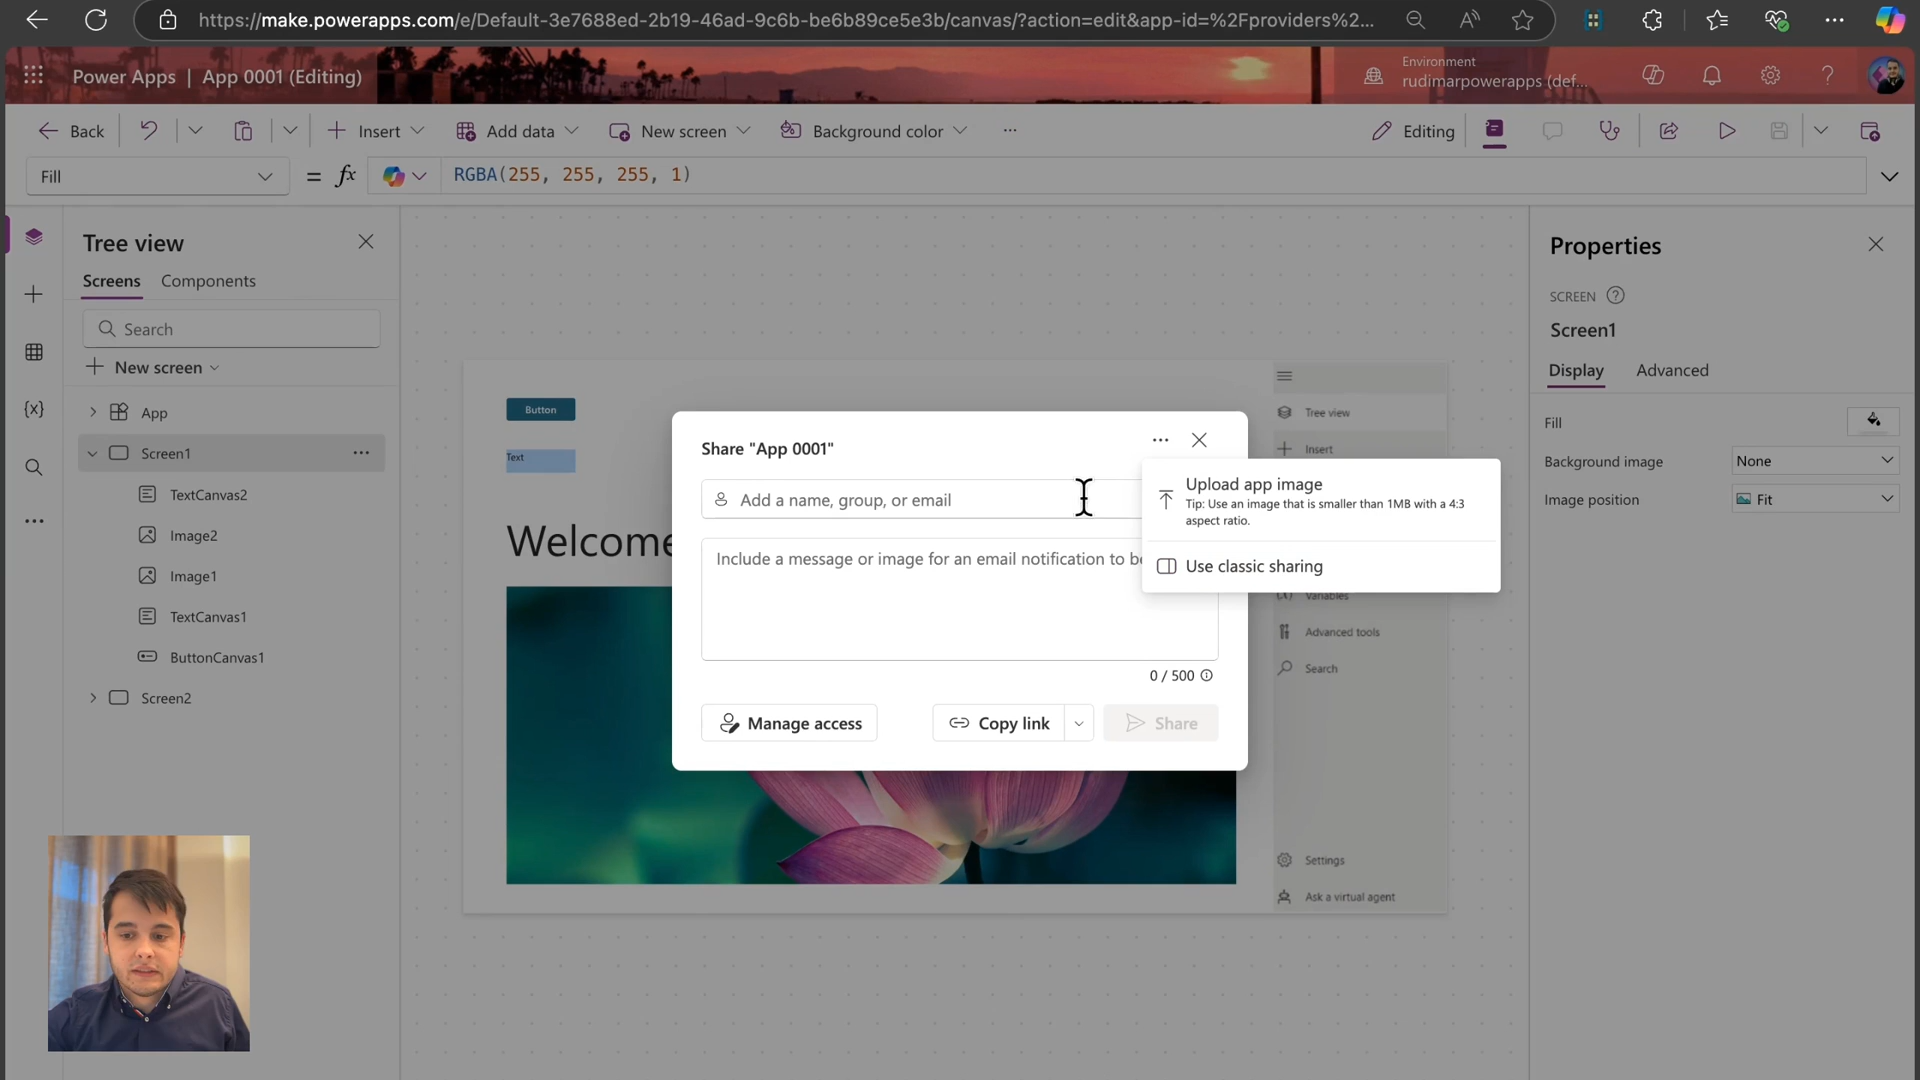 https://make.powerapps.com/e/Default-3e7688ed-2b19-46ad-9c6b-be6b89ce5e3b/canvas/?action=edit&app-id=%2Fproviders%2...
Power Apps | App 0001 (Editing)
Environment
rudimarpowerapps (def...
Back
Insert
Add data
New screen
Background color
Editing
Fill
= fx
RGBA(255, 255, 255, 1)
Tree view
Screens
Components
Search
New screen
App
Screen1
TextCanvas2
Image2
Image1
TextCanvas1
ButtonCanvas1
Screen2
Button
Text
Welcome
Tree view
Insert
Variables
Advanced tools
Search
Settings
Ask a virtual agent
Share "App 0001"
Add a name, group, or email
Include a message or image for an email notification to be
0 / 500
Manage access
Copy link
Share
Upload app image
Tip: Use an image that is smaller than 1MB with a 4:3
aspect ratio.
Use classic sharing
Properties
SCREEN
Screen1
Display
Advanced
Fill
Background image
None
Image position
Fit